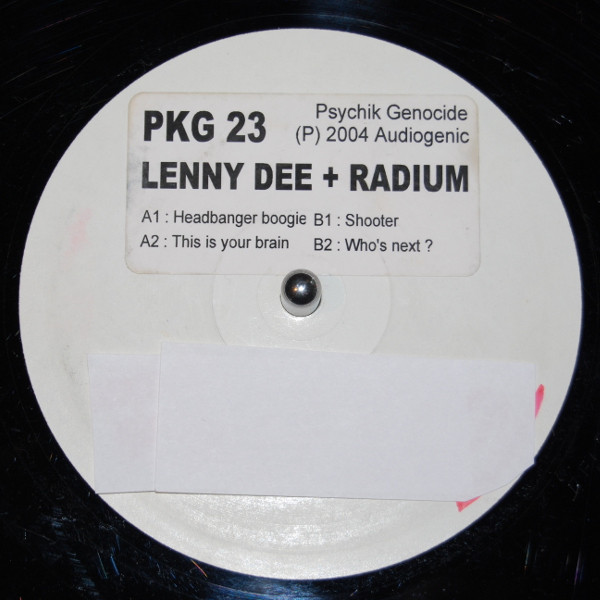 PKG 23
Psychik Genocide
(P) 2004 Audiogenic
LENNY DEE + RADIUM
A1 : Headbanger boogie B1 : Shooter
A2 : This is your brain B2 : Who's next ?